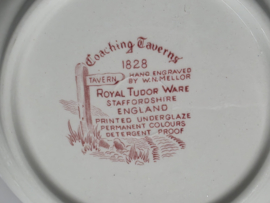 Coaching Taverns
1828
TAVERN
HAND ENGRAVED
BY W.N. MELLOR
ROYAL TUDOR WARE
STAFFORDSHIRE
ENGLAND
PRINTED UNDERGLAZE
PERMANENT COLOURS
DETERGENT PROOF